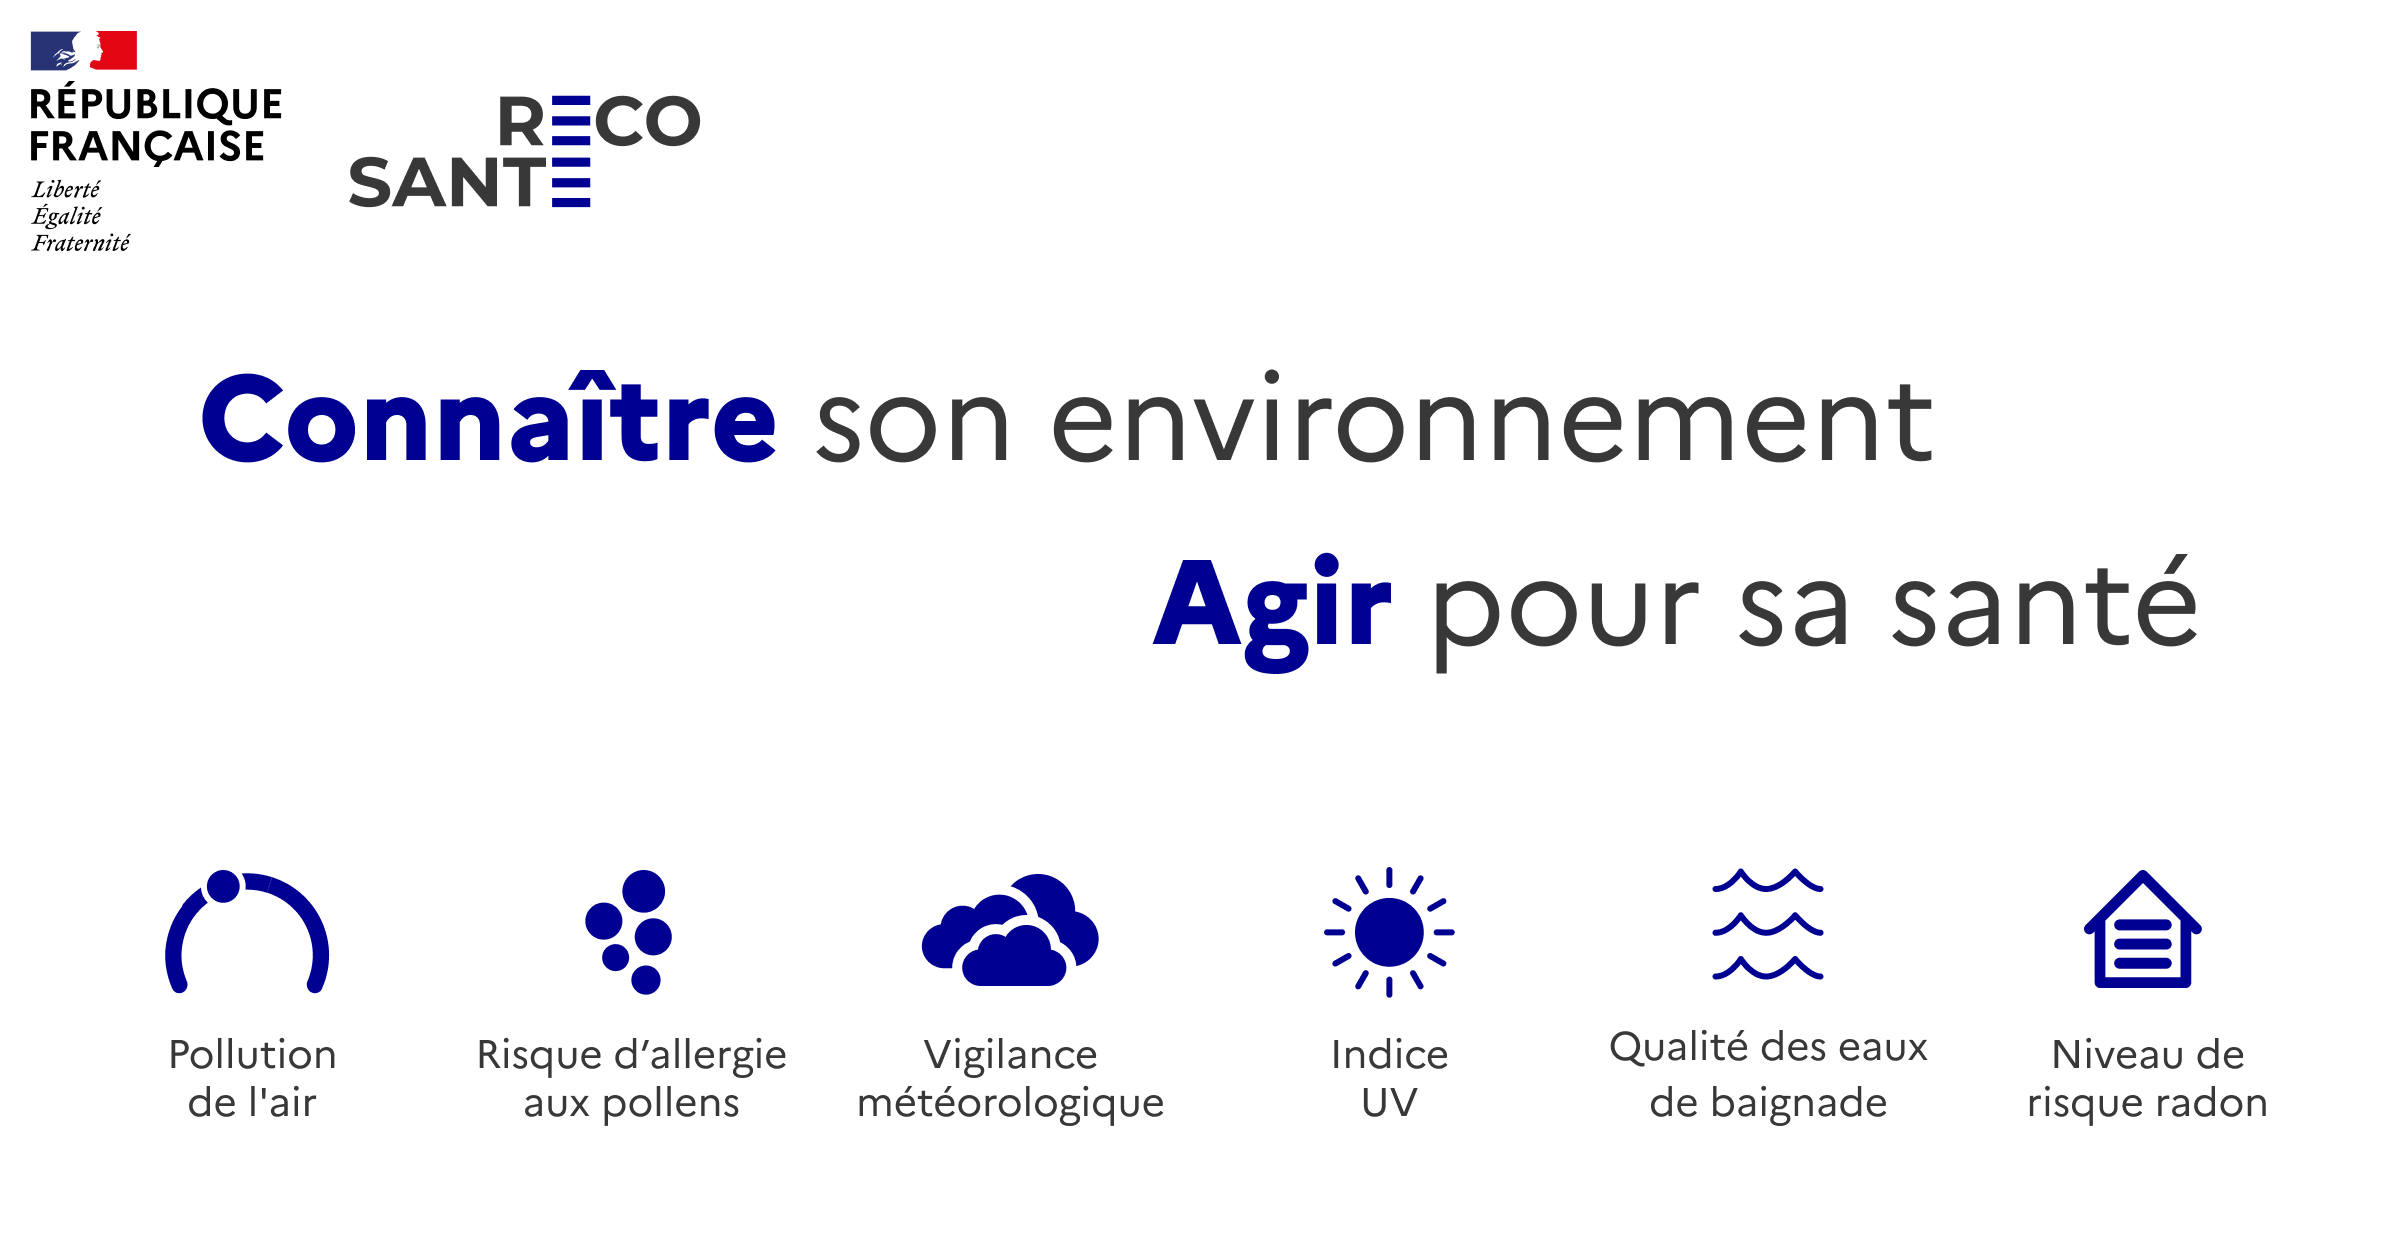 RÉPUBLIQUE
FRANÇAISE
Liberté
Égalité
Fraternité
RECO
SANTE
Connaître son environnement
Agir pour sa santé
Pollution
de l'air
Risque d’allergie
aux pollens
Vigilance
météorologique
Indice
UV
Qualité des eaux
de baignade
Niveau de
risque radon